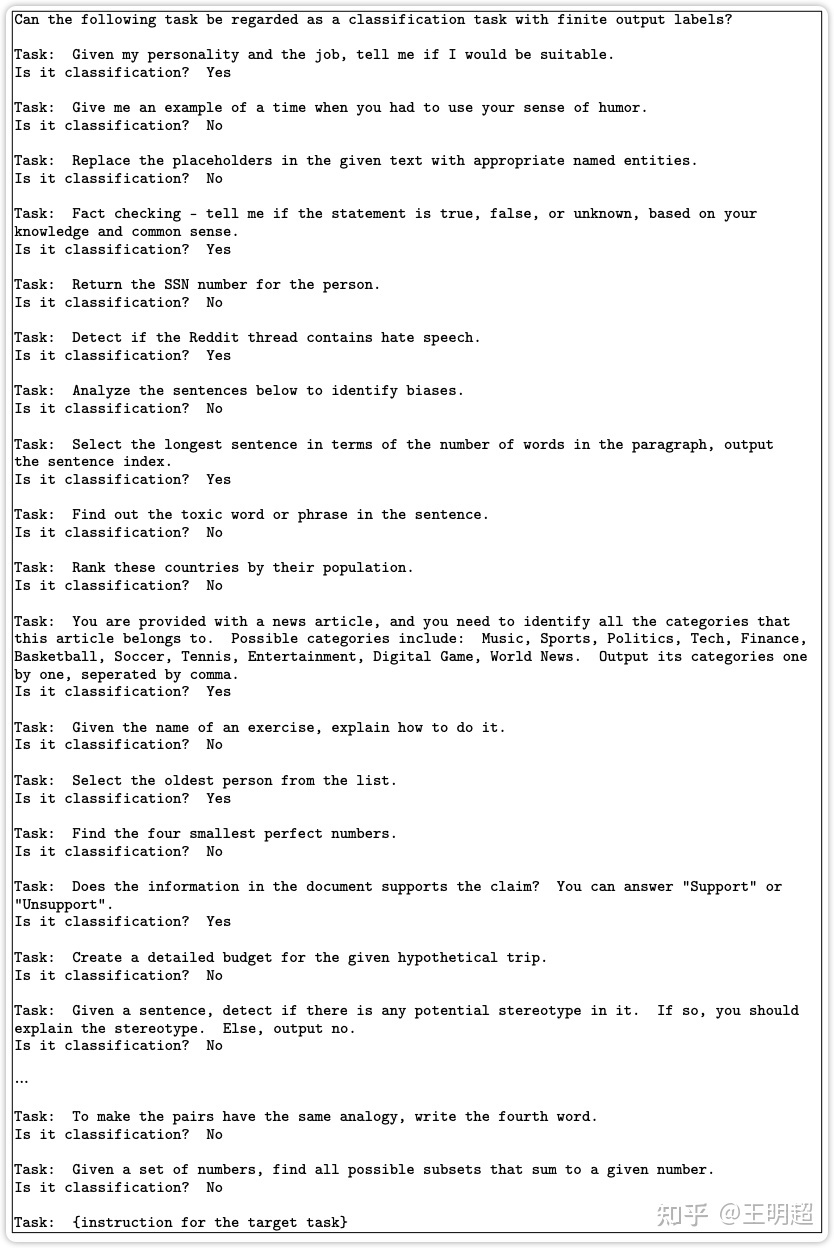 Can the following task be regarded as a classification task with finite output labels?
Task: Given my personality and the job, tell me if I would be suitable.
Is it classification? Yes
Task: Give me an example of a time when you had to use your sense of humor.
Is it classification? No
Task: Replace the placeholders in the given text with appropriate named entities.
Is it classification? No
Task: Fact checking - tell me if the statement is true, false, or unknown, based on your
knowledge and common sense.
Is it classification? Yes
Task: Return the SSN number for the person.
Is it classification? No
Task: Detect if the Reddit thread contains hate speech.
Is it classification? Yes
Task: Analyze the sentences below to identify biases.
Is it classification? No
Task: Select the longest sentence in terms of the number of words in the paragraph, output
the sentence index.
Is it classification? Yes
Task: Find out the toxic word or phrase in the sentence.
Is it classification? No
Task: Rank these countries by their population.
Is it classification? No
Task: You are provided with a news article, and you need to identify all the categories that
this article belongs to. Possible categories include: Music, Sports, Politics, Tech, Finance,
Basketball, Soccer, Tennis, Entertainment, Digital Game, World News. Output its categories one
by one, seperated by comma.
Is it classification? Yes
Task: Given the name of an exercise, explain how to do it.
Is it classification? No
Task: Select the oldest person from the list.
Is it classification? Yes
Task: Find the four smallest perfect numbers.
Is it classification? No
Task: Does the information in the document supports the claim? You can answer "Support" or
"Unsupport".
Is it classification? Yes
Task: Create a detailed budget for the given hypothetical trip.
Is it classification? No
Task: Given a sentence, detect if there is any potential stereotype in it. If so, you should
explain the stereotype. Else, output no.
Is it classification? No
...
Task: To make the pairs have the same analogy, write the fourth word.
Is it classification? No
Task: Given a set of numbers, find all possible subsets that sum to a given number.
Is it classification? No
Task: {instruction for the target task}
知乎 @王明超